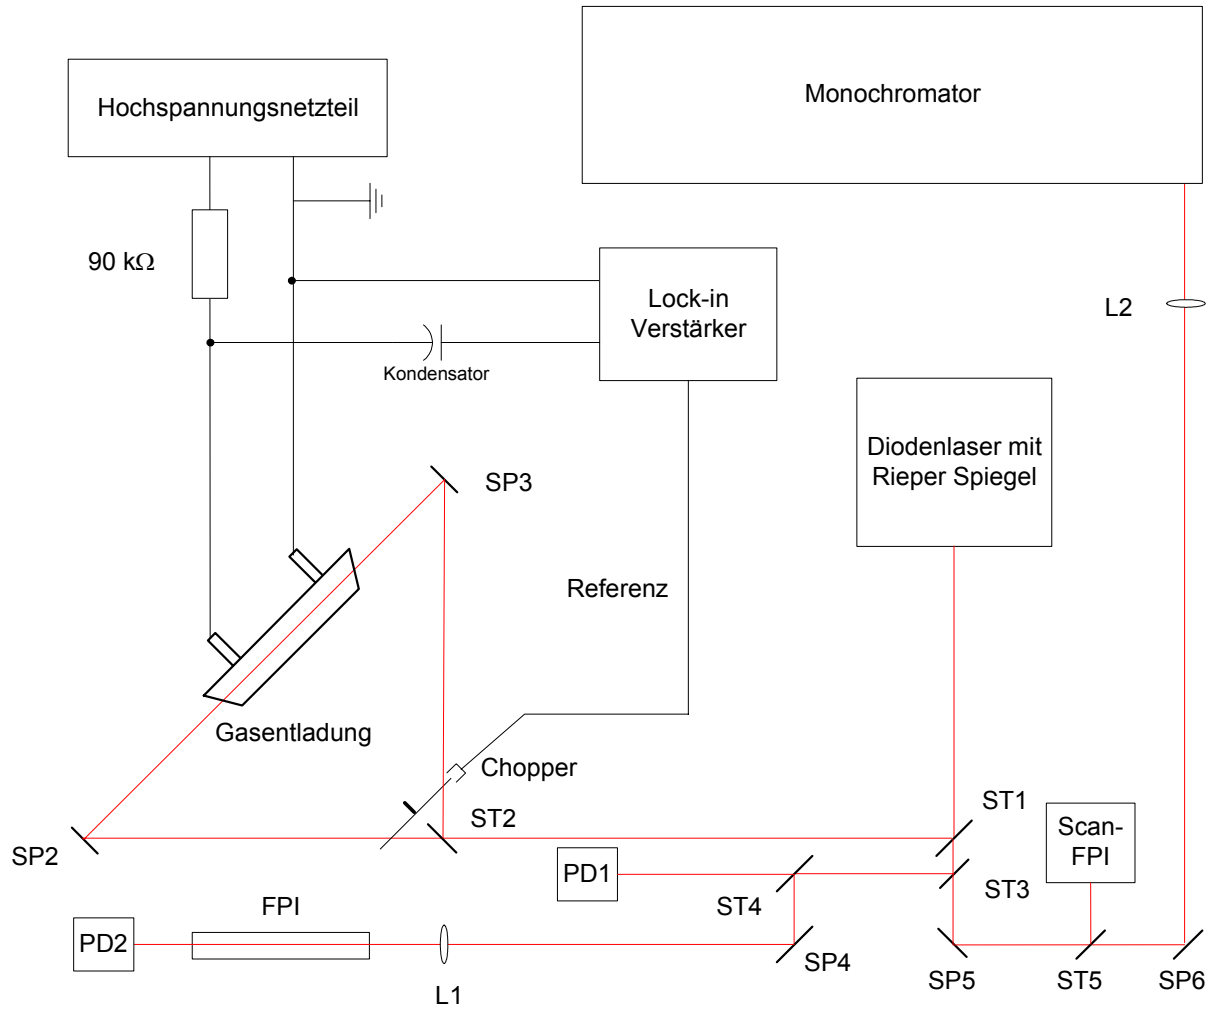 Monochromator
Hochspannungsnetzteil
90 kΩ
Lock-in
Verstärker
L2
Kondensator
Diodenlaser mit
Rieper Spiegel
SP3
Referenz
Gasentladung
Chopper
ST1
ST2
Scan-
FPI
SP2
PD1
ST3
ST4
FPI
PD2
SP4
SP5
ST5
SP6
L1